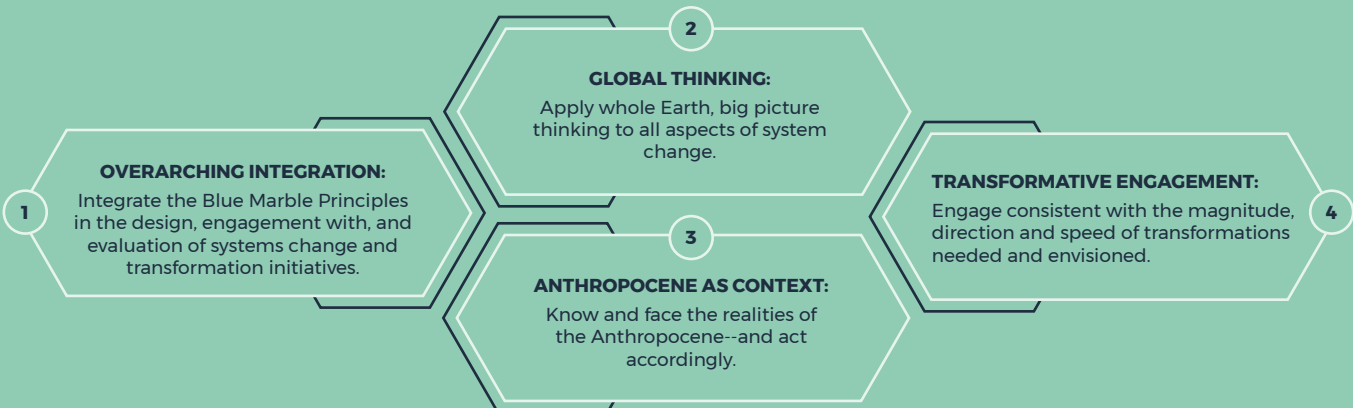 1
OVERARCHING INTEGRATION:
Integrate the Blue Marble Principles
in the design, engagement with, and
evaluation of systems change and
transformation initiatives.
2
GLOBAL THINKING:
Apply whole Earth, big picture
thinking to all aspects of system
change.
3
ANTHROPOCENE AS CONTEXT:
Know and face the realities of
the Anthropocene--and act
accordingly.
4
TRANSFORMATIVE ENGAGEMENT:
Engage consistent with the magnitude,
direction and speed of transformations
needed and envisioned.